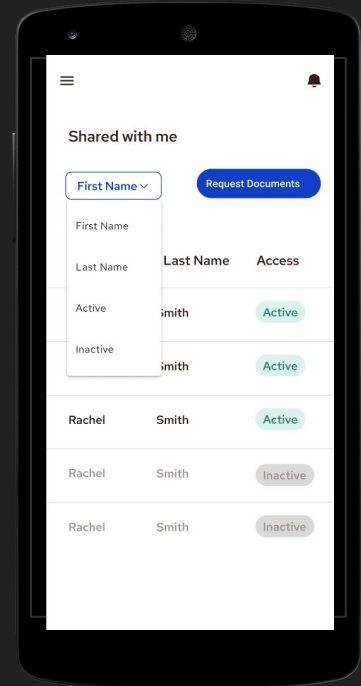 Shared with me
First Name
Request Documents
First Name
Last Name
Active
Inactive
Last Name Access
Smith Active
Smith Active
Rachel Smith Active
Rachel Smith Inactive
Rachel Smith Inactive